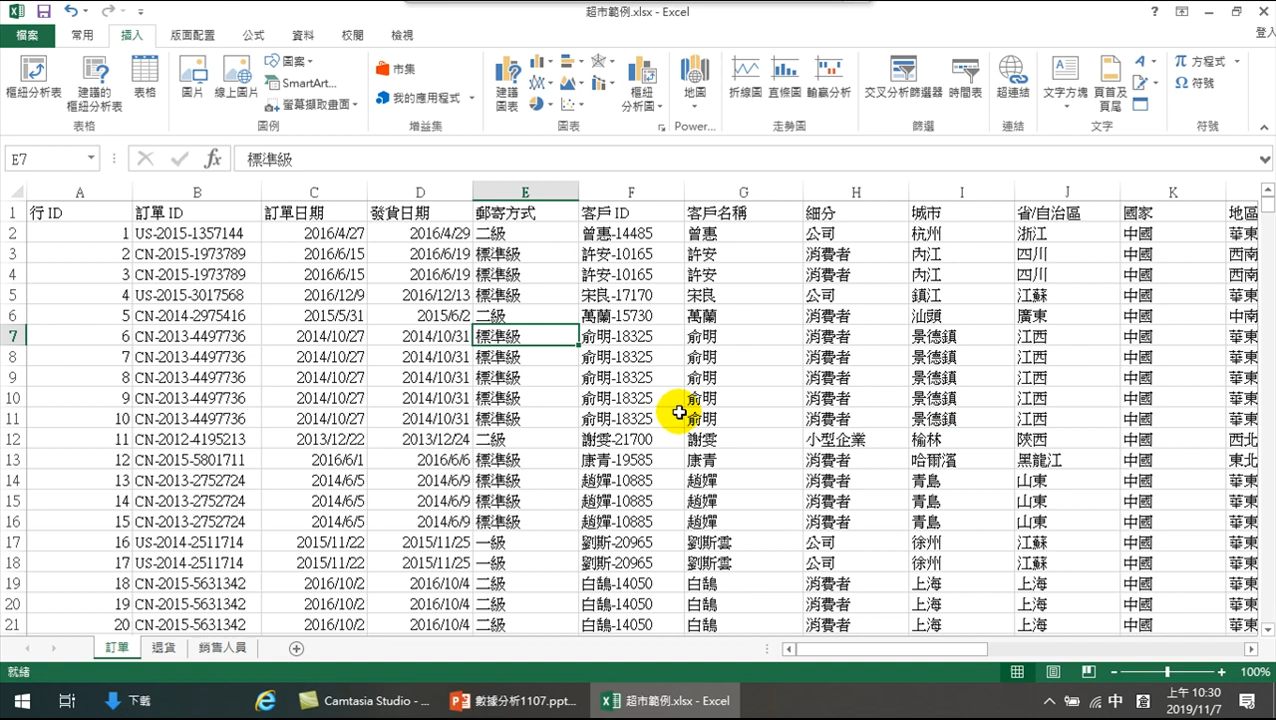 超市範例.xlsx - Excel
檔案 常用 插入 版面配置 公式 資料 校閱 檢視 登入
樞紐分析表 建議的樞紐分析表 表格 圖片 線上圖片 圖案 SmartArt... 螢幕擷取畫面 市集 我的應用程式 建議圖表 樞紐分析圖 地圖 折線圖 直條圖 輸贏分析 交叉分析篩選器 時間表 超連結 文字方塊 頁首及頁尾 方程式 符號
表格 圖例 增益集 圖表 Power... 走勢圖 篩選 連結 文字 符號
E7 fx 標準級
A B C D E F G H I J K
1 行 ID 訂單 ID 訂單日期 發貨日期 郵寄方式 客戶 ID 客戶名稱 細分 城市 省/自治區 國家 地區
2 1 US-2015-1357144 2016/4/27 2016/4/29 二級 曾惠-14485 曾惠 公司 杭州 浙江 中國 華東
3 2 CN-2015-1973789 2016/6/15 2016/6/19 標準級 許安-10165 許安 消費者 內江 四川 中國 西南
4 3 CN-2015-1973789 2016/6/15 2016/6/19 標準級 許安-10165 許安 消費者 內江 四川 中國 西南
5 4 US-2015-3017568 2016/12/9 2016/12/13 標準級 宋良-17170 宋良 公司 鎮江 江蘇 中國 華東
6 5 CN-2014-2975416 2015/5/31 2015/6/2 二級 萬蘭-15730 萬蘭 消費者 汕頭 廣東 中國 中南
7 6 CN-2013-4497736 2014/10/27 2014/10/31 標準級 俞明-18325 俞明 消費者 景德鎮 江西 中國 華東
8 7 CN-2013-4497736 2014/10/27 2014/10/31 標準級 俞明-18325 俞明 消費者 景德鎮 江西 中國 華東
9 8 CN-2013-4497736 2014/10/27 2014/10/31 標準級 俞明-18325 俞明 消費者 景德鎮 江西 中國 華東
10 9 CN-2013-4497736 2014/10/27 2014/10/31 標準級 俞明-18325 俞明 消費者 景德鎮 江西 中國 華東
11 10 CN-2013-4497736 2014/10/27 2014/10/31 標準級 俞明-18325 俞明 消費者 景德鎮 江西 中國 華東
12 11 CN-2012-4195213 2013/12/22 2013/12/24 二級 謝雯-21700 謝雯 小型企業 榆林 陝西 中國 西北
13 12 CN-2015-5801711 2016/6/1 2016/6/6 標準級 康青-19585 康青 消費者 哈爾濱 黑龍江 中國 東北
14 13 CN-2013-2752724 2014/6/5 2014/6/9 標準級 趙嬋-10885 趙嬋 消費者 青島 山東 中國 華東
15 14 CN-2013-2752724 2014/6/5 2014/6/9 標準級 趙嬋-10885 趙嬋 消費者 青島 山東 中國 華東
16 15 CN-2013-2752724 2014/6/5 2014/6/9 標準級 趙嬋-10885 趙嬋 消費者 青島 山東 中國 華東
17 16 US-2014-2511714 2015/11/22 2015/11/25 一級 劉斯-20965 劉斯雲 公司 徐州 江蘇 中國 華東
18 17 US-2014-2511714 2015/11/22 2015/11/25 一級 劉斯-20965 劉斯雲 公司 徐州 江蘇 中國 華東
19 18 CN-2015-5631342 2016/10/2 2016/10/4 二級 白鵠-14050 白鵠 消費者 上海 上海 中國 華東
20 19 CN-2015-5631342 2016/10/2 2016/10/4 二級 白鵠-14050 白鵠 消費者 上海 上海 中國 華東
21 20 CN-2015-5631342 2016/10/2 2016/10/4 二級 白鵠-14050 白鵠 消費者 上海 上海 中國 華東
訂單 退貨 銷售人員
就緒 100%
下載 Camtasia Studio - ... 數據分析1107.ppt... 超市範例.xlsx - Excel 中 上午 10:30
2019/11/7